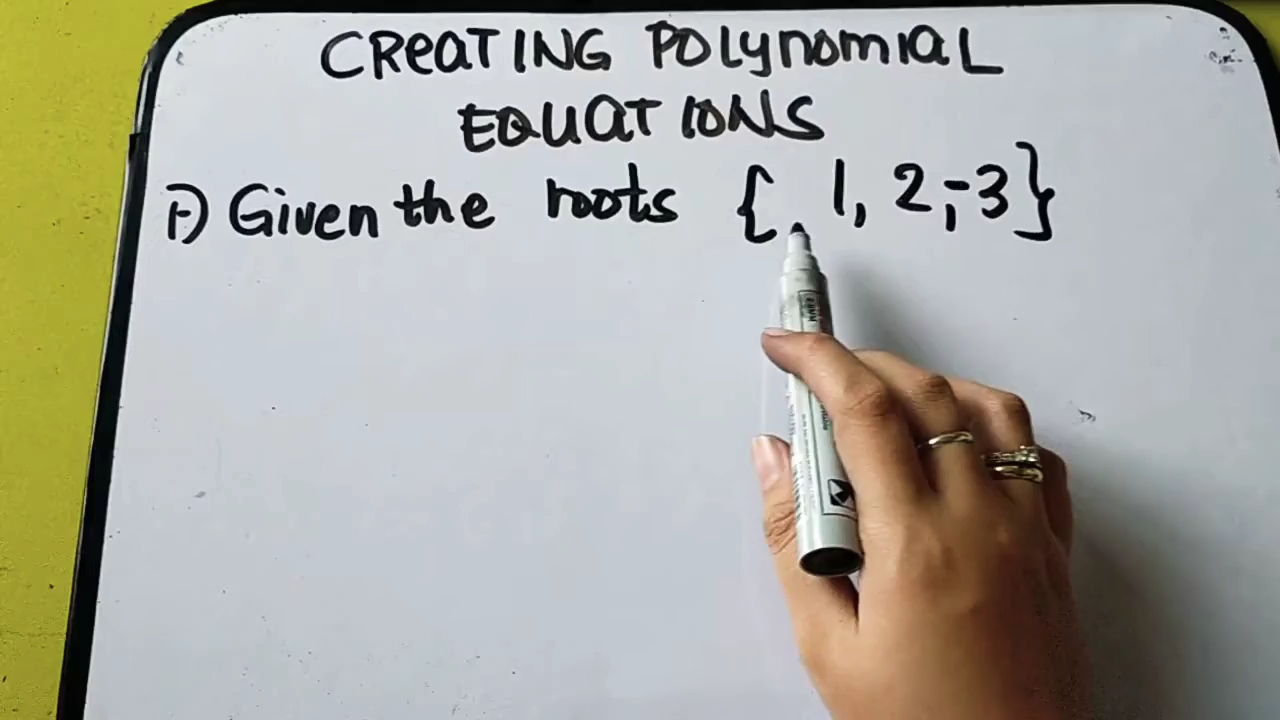 CREATING POLYNOMIAL
EQUATIONS
1.) Given the roots { 1, 2, -3}